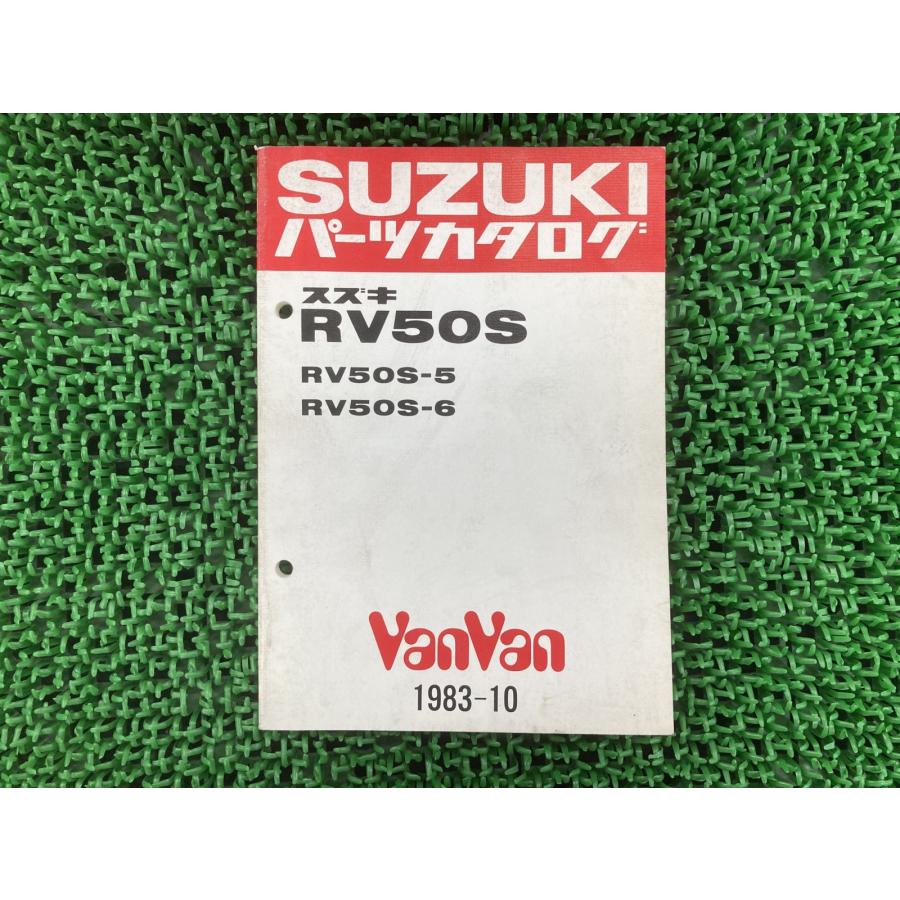 SUZUKI
パーツカタログ
スズキ
RV50S
RV50S-5
RV50S-6
VanVan
1983-10